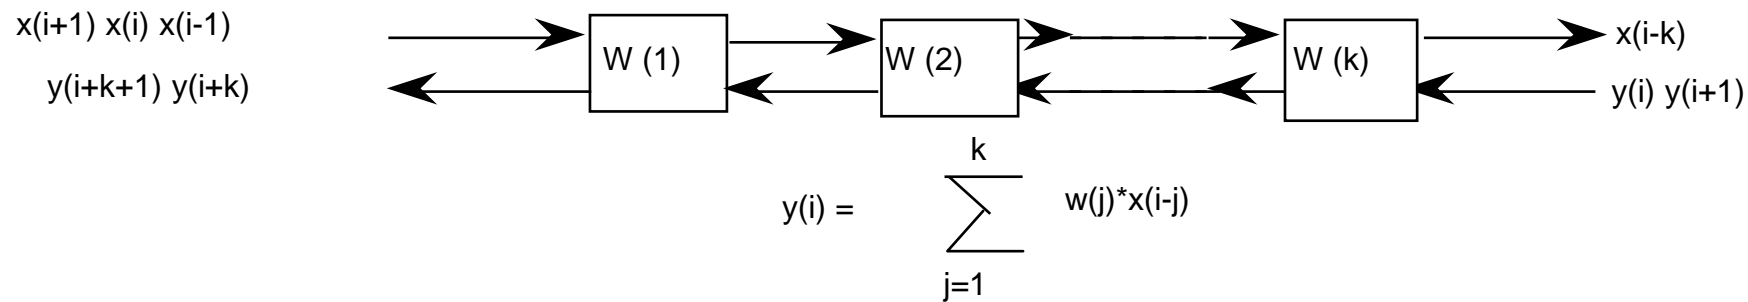 x(i+1) x(i) x(i-1)
W (1)
W (2)
W (k)
x(i-k)
y(i+k+1) y(i+k)
y(i) y(i+1)
k
y(i) = ∑ w(j)*x(i-j)
j=1